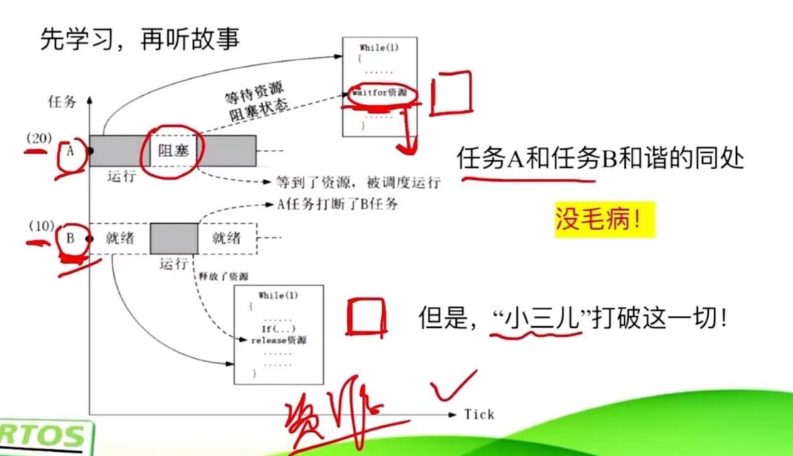 先学习，再听故事
任务
While(1)
{
......
waitfor资源
......
}
等待资源
阻塞状态
(20)
A
阻塞
运行
任务A和任务B和谐的同处
等到了资源，被调度运行
A任务打断了B任务
没毛病！
(10)
B
就绪
就绪
运行
释放了资源
While(1)
{
......
If(..)
release资源
......
......
}
但是，“小三儿”打破这一切！
资源
Tick
RTOS